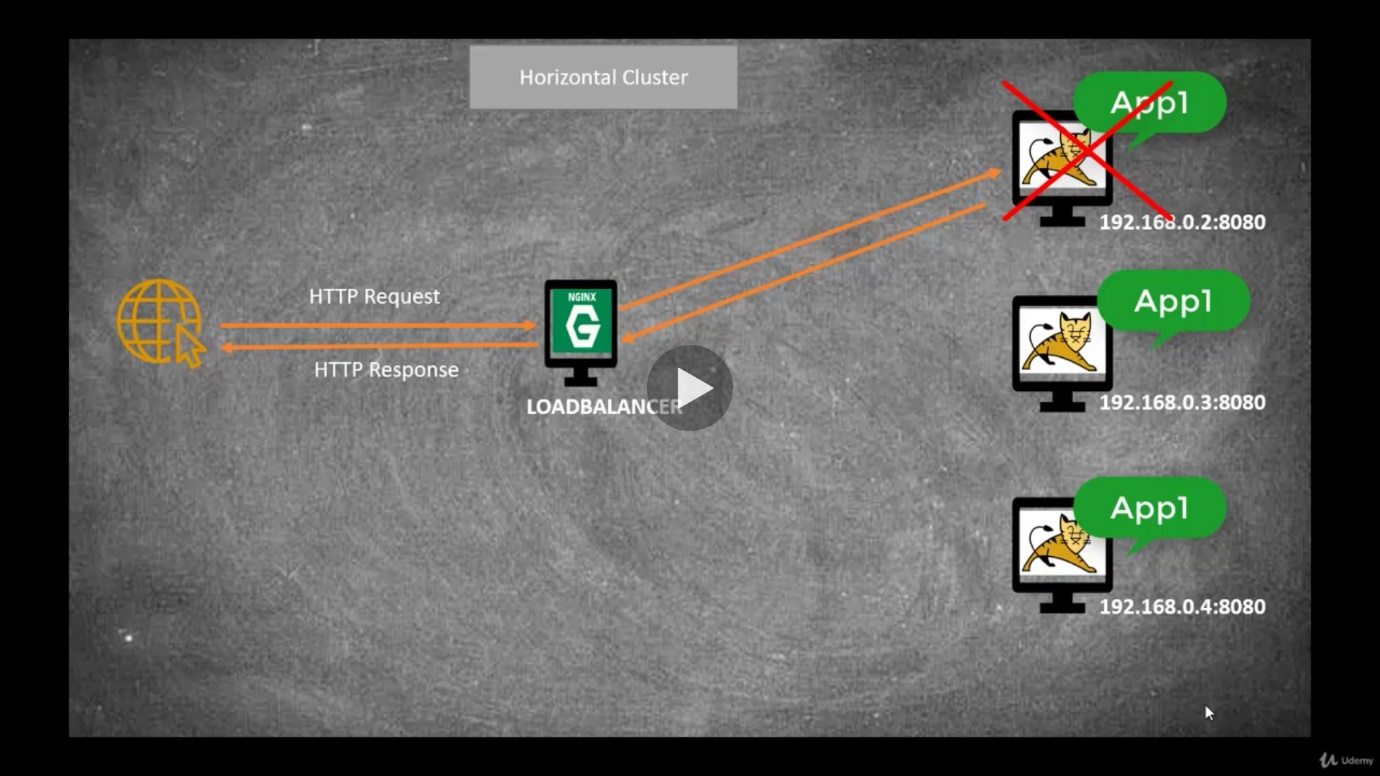 Horizontal Cluster
App1
192.168.0.2:8080
HTTP Request
NGINX
G
HTTP Response
LOADBALANCER
App1
192.168.0.3:8080
App1
192.168.0.4:8080
Udemy